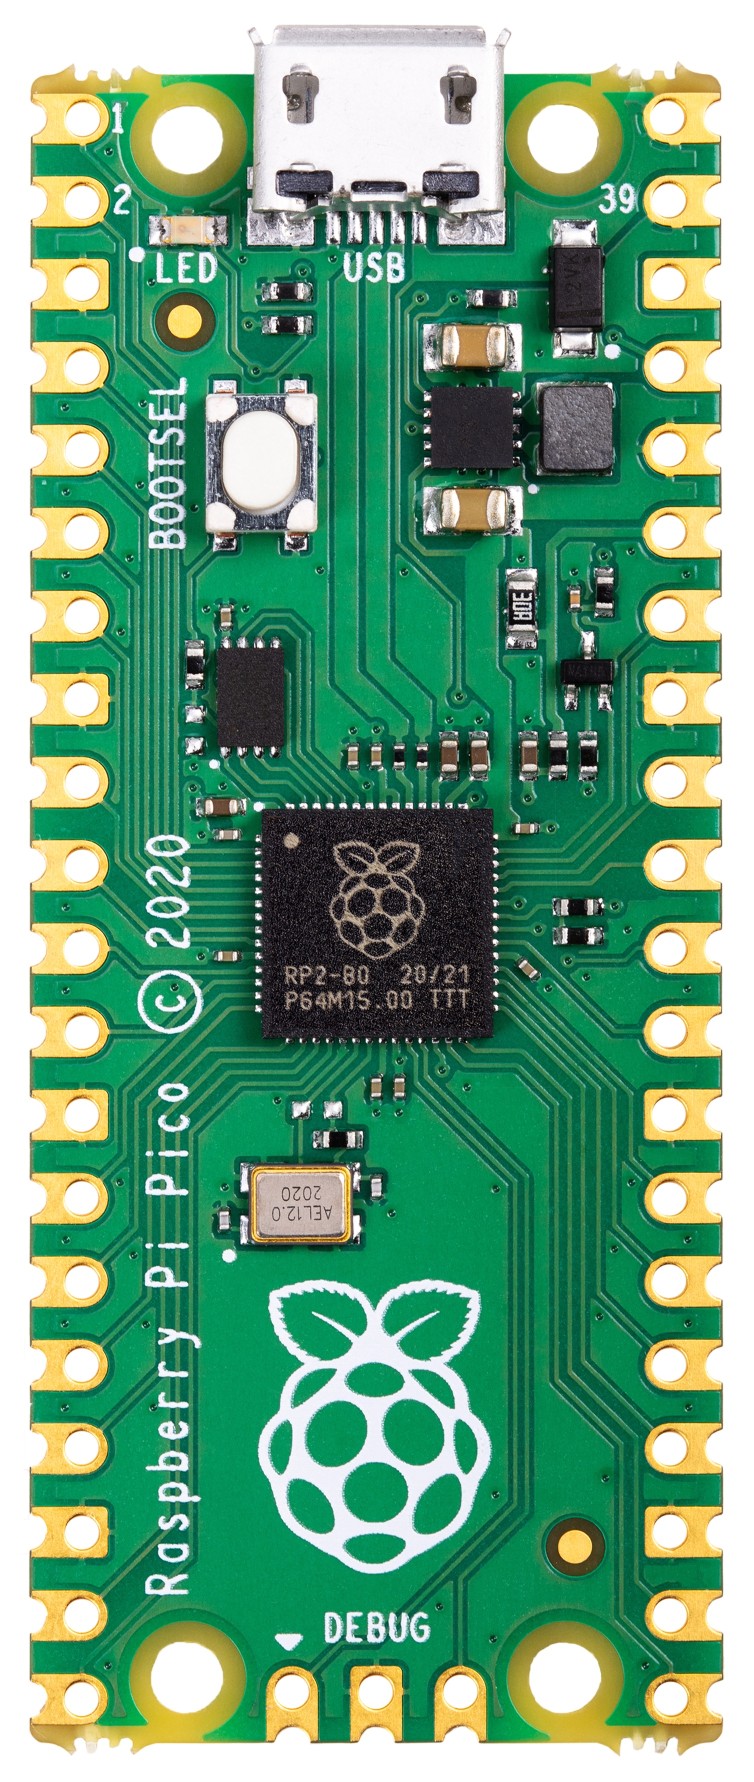 1
2
39
LED
USB
BOOTSEL
© 2020
RP2-B0 20/21
P64M15.00 TTT
Raspberry Pi Pico
AEL12.0
2020
DEBUG